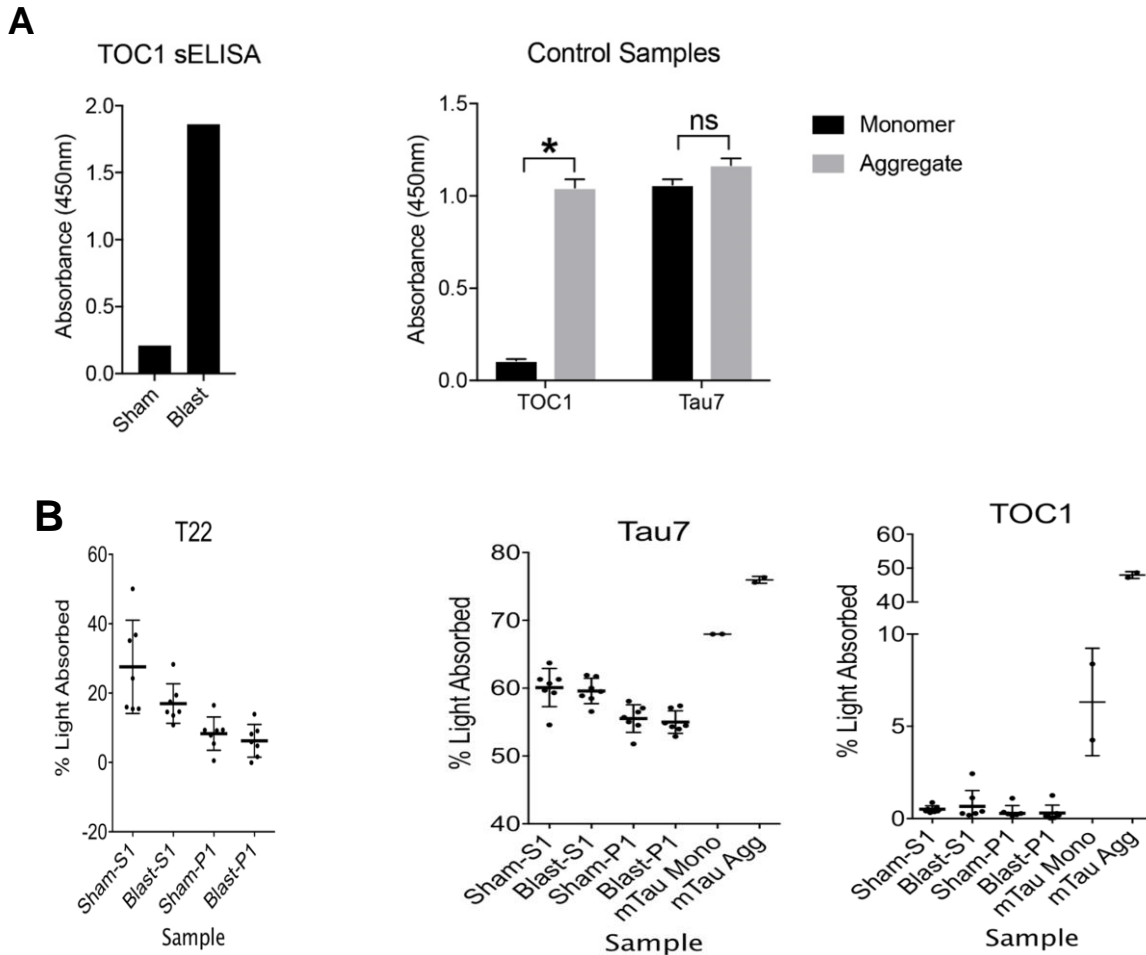 A
TOC1 sELISA
Absorbance (450nm)
2.0
1.5
1.0
0.5
0.0
Sham
Blast
Control Samples
Absorbance (450nm)
1.5
1.0
0.5
0.0
*
ns
TOC1
Tau7
Monomer
Aggregate
B
T22
% Light Absorbed
60
40
20
0
-20
Sham-S1
Blast-S1
Sham-P1
Blast-P1
Sample
Tau7
% Light Absorbed
80
70
60
50
40
Sham-S1
Blast-S1
Sham-P1
Blast-P1
mTau Mono
mTau Agg
Sample
TOC1
% Light Absorbed
60
50
40
10
5
0
Sham-S1
Blast-S1
Sham-P1
Blast-P1
mTau Mono
mTau Agg
Sample